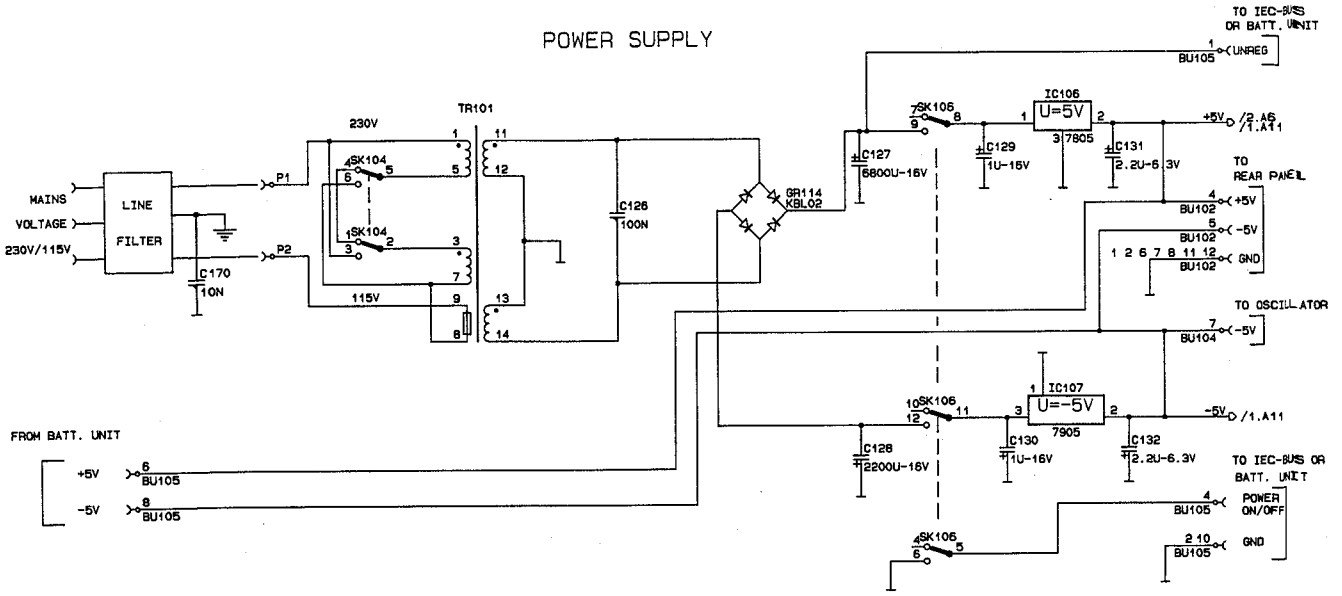 POWER SUPPLY
TO IEC-BUSS
OR BATT. UNIT
1
BU105
UNREG
TR101
230V
1
11
5
12
4
SK104
5
6
1
SK104
2
3
3
7
115V
9
8
13
14
P1
P2
MAINS
VOLTAGE
230V/115V
LINE
FILTER
C170
10N
C126
100N
GR114
KBL02
C127
6800U-16V
7
SK106
9
8
C129
1U-16V
IC106
U=5V
1
2
3
7805
C131
2.2U-6.3V
+5V
/2.A6
/1.A11
TO
REAR PANEL
4
BU102
+5V
5
BU102
-5V
1 2 6 7 8 11 12
BU102
GND
TO OSCILLATOR
7
BU104
-5V
IC107
1
U=-5V
3
2
7905
10
SK106
12
11
C128
2200U-16V
C130
1U-16V
C132
2.2U-6.3V
-5V
/1.A11
FROM BATT. UNIT
+5V
6
BU105
-5V
8
BU105
TO IEC-BUSS OR
BATT. UNIT
4
BU105
POWER
ON/OFF
2 10
BU105
GND
4
SK106
6
5